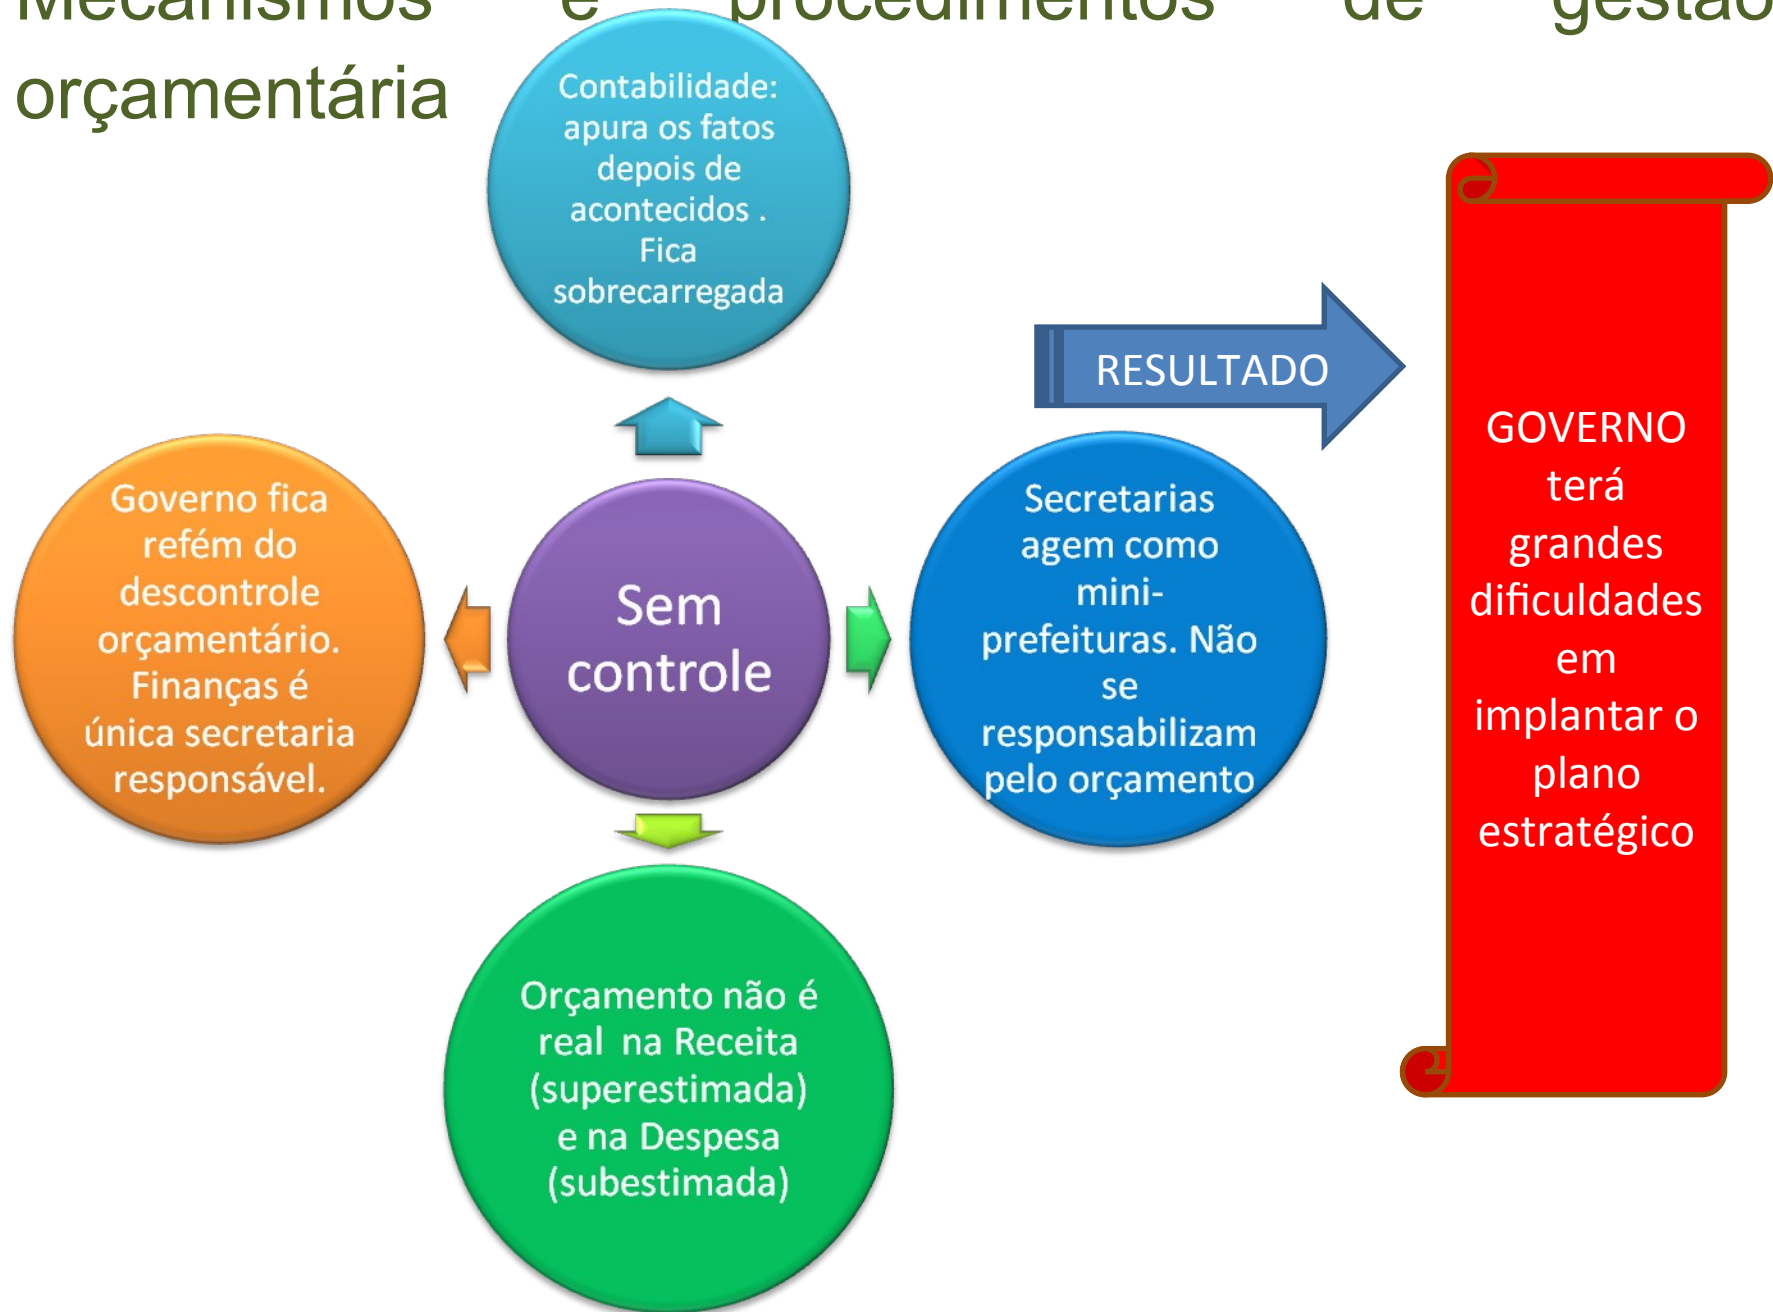 Mecanismos e procedimentos de gestão
orçamentária
Contabilidade:
apura os fatos
depois de
acontecidos .
Fica
sobrecarregada
RESULTADO
GOVERNO
terá
grandes
dificuldades
em
implantar o
plano
estratégico
Governo fica
refém do
descontrole
orçamentário.
Finanças é
única secretaria
responsável.
Sem
controle
Secretarias
agem como
mini-
prefeituras. Não
se
responsabilizam
pelo orçamento
Orçamento não é
real na Receita
(superestimada)
e na Despesa
(subestimada)